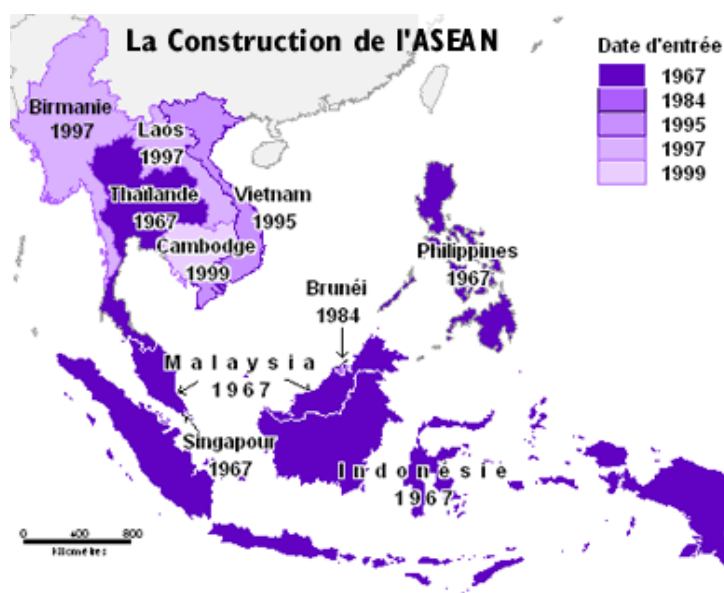 La Construction de l'ASEAN
Date d'entrée
1967
1984
1995
1997
1999
Birmanie
1997
Laos
1997
Thaïlande
1967
Vietnam
1995
Cambodge
1999
Philippines
1967
Brunéi
1984
Malaysia
1967
Singapour
1967
Indonésie
1967
0 400 800
Kilomètres